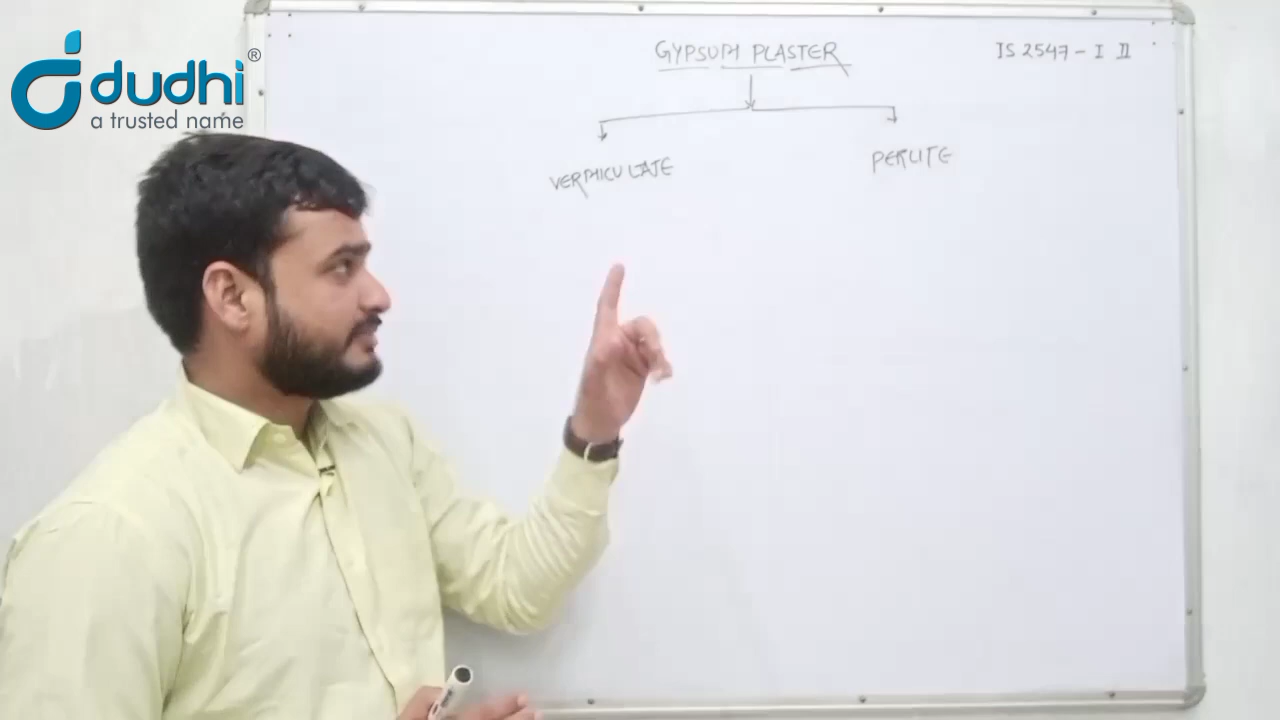 dudhi®
a trusted name
GYPSUM PLASTER
IS 2547 - I II
VERMICULATE
PERLITE